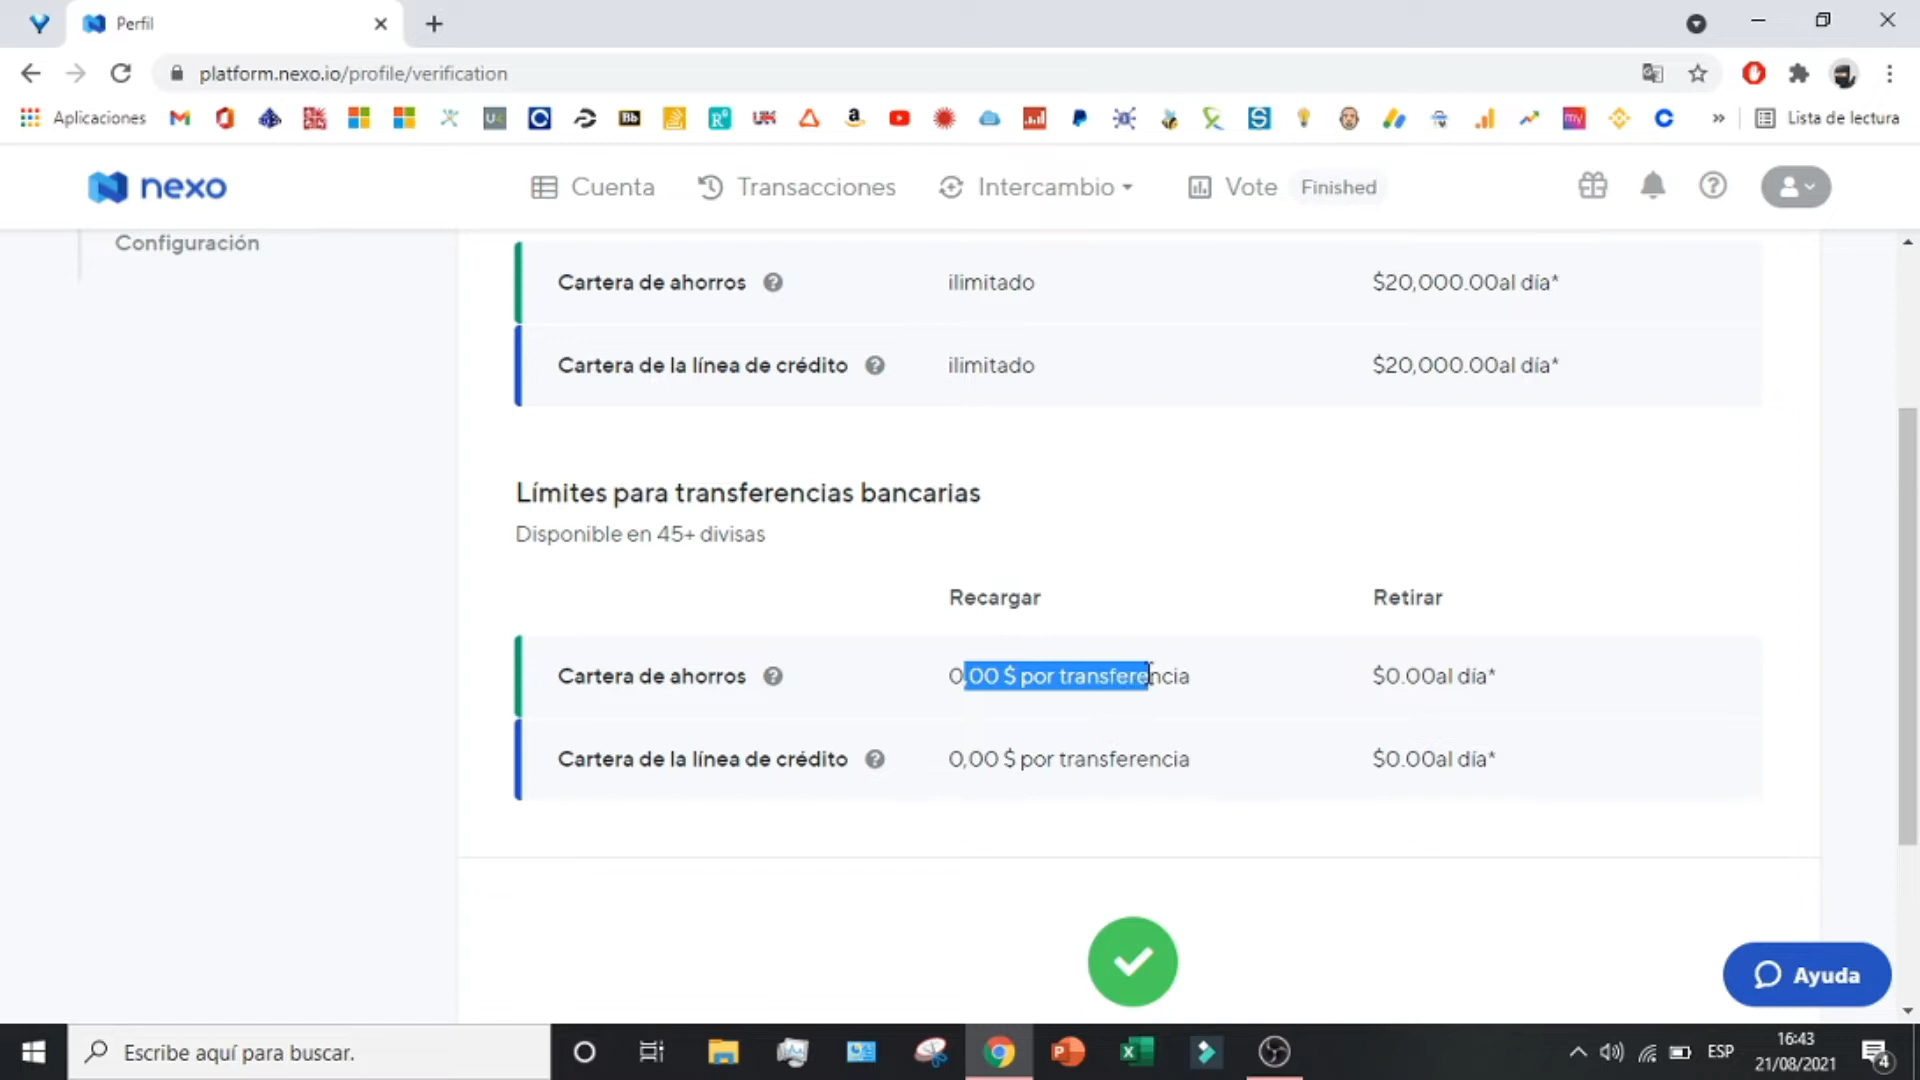 Perfil
platform.nexo.io/profile/verification
Aplicaciones
Bb
UK
a
my
»
Lista de lectura
nexo
Cuenta
Transacciones
Intercambio
Vote
Finished
Configuración
Cartera de ahorros
ilimitado
$20,000.00al día*
Cartera de la línea de crédito
ilimitado
$20,000.00al día*
Límites para transferencias bancarias
Disponible en 45+ divisas
Recargar
Retirar
Cartera de ahorros
0,00 $ por transferencia
$0.00al día*
Cartera de la línea de crédito
0,00 $ por transferencia
$0.00al día*
Ayuda
Escribe aquí para buscar.
ESP
16:43
21/08/2021
4